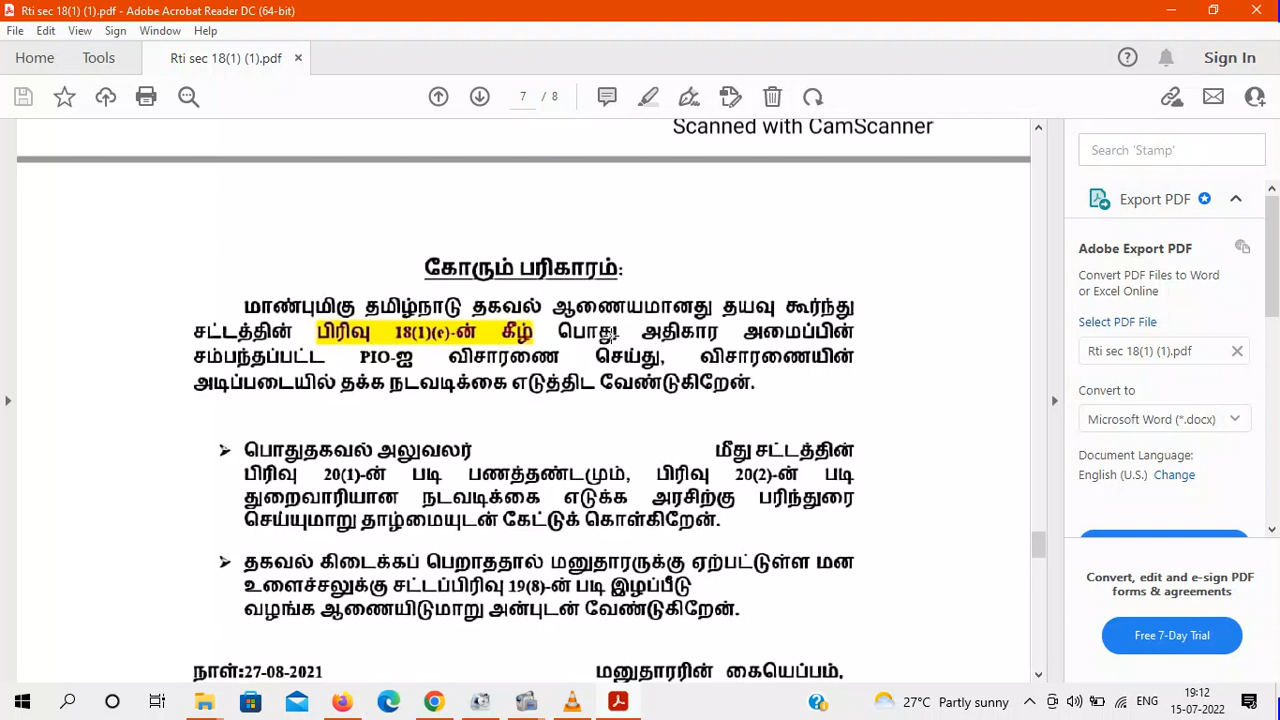 Rti sec 18(1) (1).pdf - Adobe Acrobat Reader DC (64-bit)
File Edit View Sign Window Help
Home Tools Rti sec 18(1) (1).pdf × Sign In
7 / 8
Scanned with CamScanner
கோரும் பரிகாரம்:
மாண்புமிகு தமிழ்நாடு தகவல் ஆணையமானது தயவு கூர்ந்து
சட்டத்தின் பிரிவு 18(1)(e)-ன் கீழ் பொது அதிகார அமைப்பின்
சம்பந்தப்பட்ட PIO-ஐ விசாரணை செய்து, விசாரணையின்
அடிப்படையில் தக்க நடவடிக்கை எடுத்திட வேண்டுகிறேன்.
➢ பொதுதகவல் அலுவலர் மீது சட்டத்தின்
பிரிவு 20(1)-ன் படி பணத்தண்டமும், பிரிவு 20(2)-ன் படி
துறைவாரியான நடவடிக்கை எடுக்க அரசிற்கு பரிந்துரை
செய்யுமாறு தாழ்மையுடன் கேட்டுக் கொள்கிறேன்.
➢ தகவல் கிடைக்கப் பெறாததால் மனுதாரருக்கு ஏற்பட்டுள்ள மன
உளைச்சலுக்கு சட்டப்பிரிவு 19(8)-ன் படி இழப்பீடு
வழங்க ஆணையிடுமாறு அன்புடன் வேண்டுகிறேன்.
நாள்:27-08-2021 மனுதாரரின் கையெப்பம்,
Search 'Stamp'
Export PDF
Adobe Export PDF
Convert PDF Files to Word
or Excel Online
Select PDF File
Rti sec 18(1) (1).pdf
Convert to
Microsoft Word (*.docx)
Document Language:
English (U.S.) Change
Convert, edit and e-sign PDF
forms & agreements
Free 7-Day Trial
27°C Partly sunny ENG 19:12
15-07-2022